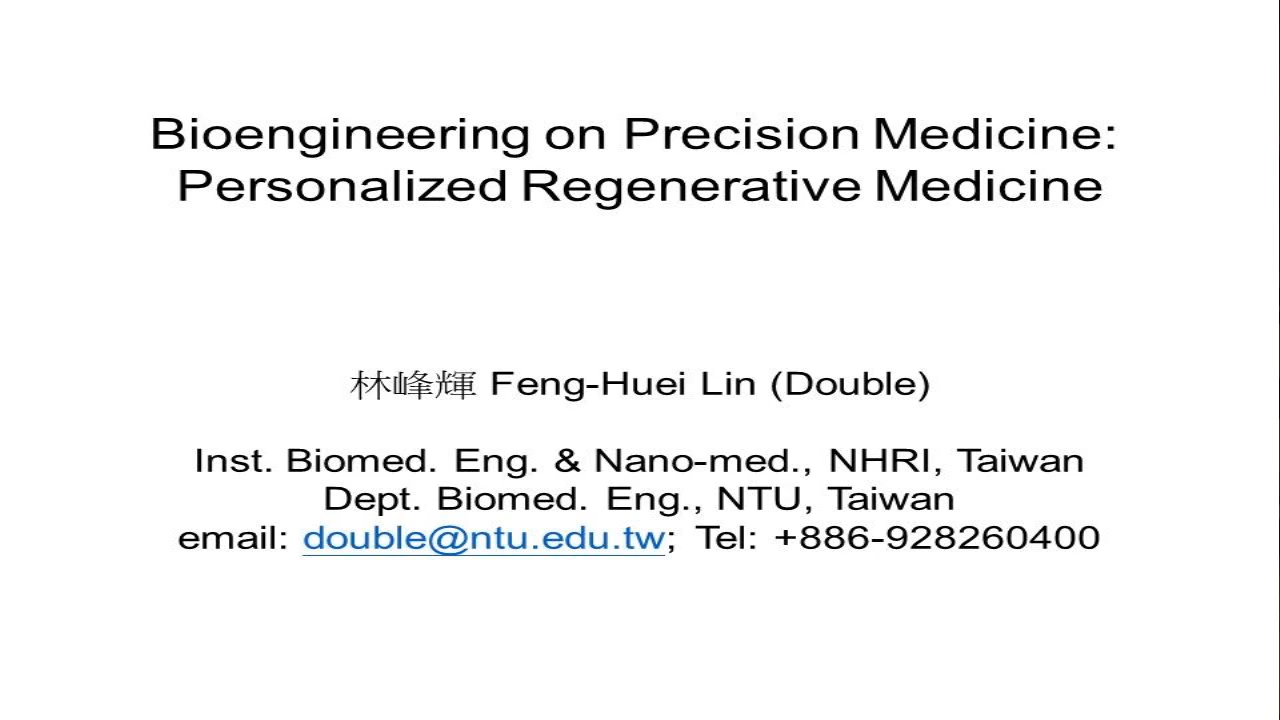 Bioengineering on Precision Medicine:
Personalized Regenerative Medicine
林峰輝 Feng-Huei Lin (Double)
Inst. Biomed. Eng. & Nano-med., NHRI, Taiwan
Dept. Biomed. Eng., NTU, Taiwan
email: double@ntu.edu.tw; Tel: +886-928260400